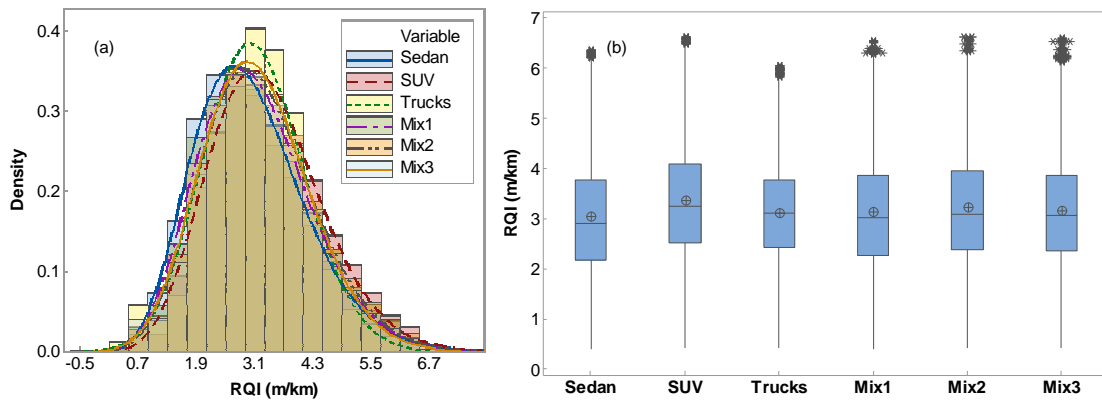 (a)
Variable
Sedan
SUV
Trucks
Mix1
Mix2
Mix3
0.4
0.3
0.2
0.1
0.0
Density
-0.5 0.7 1.9 3.1 4.3 5.5 6.7
RQI (m/km)
(b)
7
6
5
4
3
2
1
0
RQI (m/km)
Sedan SUV Trucks Mix1 Mix2 Mix3